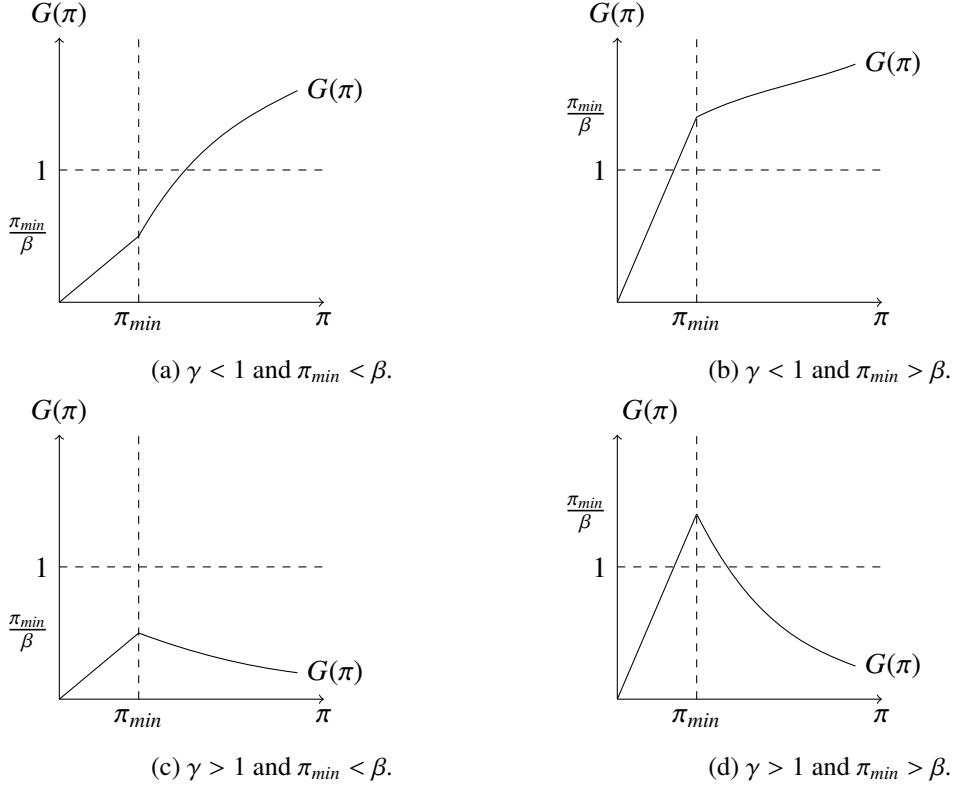 G(π)
G(π)
1
π_min/β
π_min
π
(a) γ < 1 and π_min < β.
G(π)
G(π)
π_min/β
1
π_min
π
(b) γ < 1 and π_min > β.
G(π)
1
π_min/β
G(π)
π_min
π
(c) γ > 1 and π_min < β.
G(π)
π_min/β
1
G(π)
π_min
π
(d) γ > 1 and π_min > β.